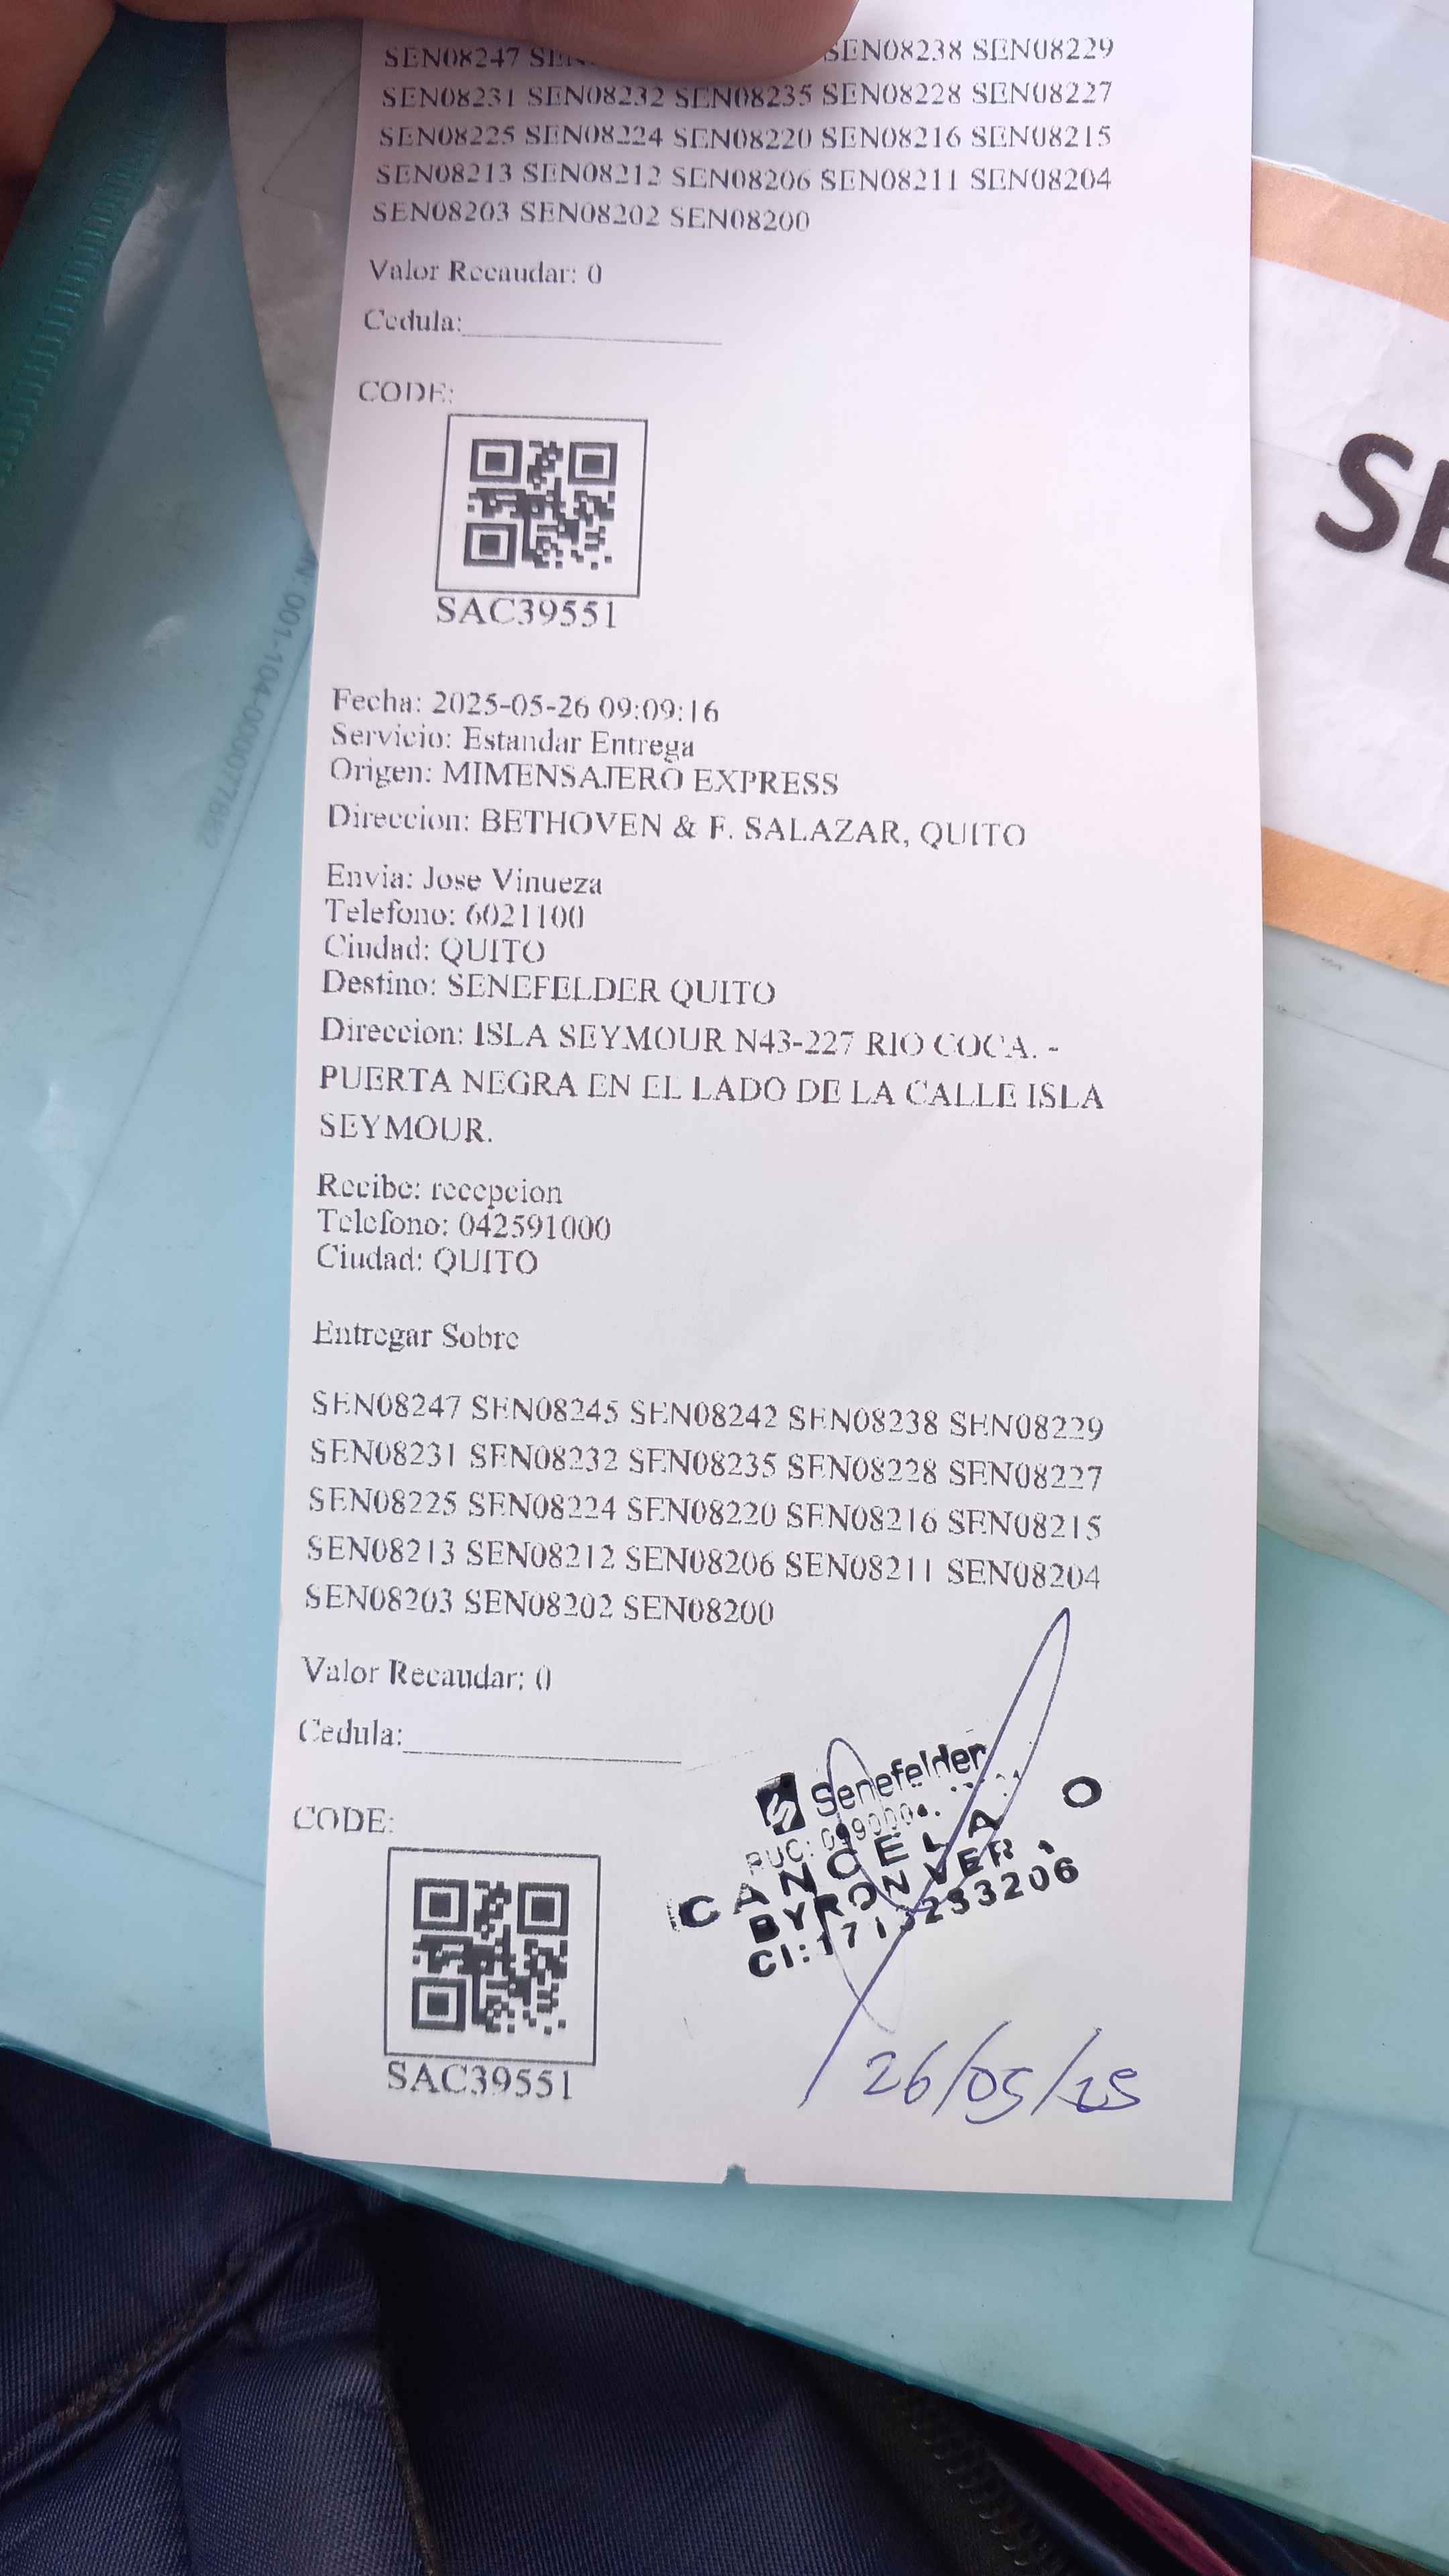 SEN08247 SEN08238 SEN08229
SEN08231 SEN08232 SEN08235 SEN08228 SEN08227
SEN08225 SEN08224 SEN08220 SEN08216 SEN08215
SEN08213 SEN08212 SEN08206 SEN08211 SEN08204
SEN08203 SEN08202 SEN08200
Valor Recaudar: 0
Cedula:
CODE:
SAC39551
Fecha: 2025-05-26 09:09:16
Servicio: Estandar Entrega
Origen: MIMENSAJERO EXPRESS
Direccion: BETHOVEN & F. SALAZAR, QUITO
Envia: Jose Vinueza
Telefono: 6021100
Ciudad: QUITO
Destino: SENEFELDER QUITO
Direccion: ISLA SEYMOUR N43-227 RIO COCA. -
PUERTA NEGRA EN EL LADO DE LA CALLE ISLA
SEYMOUR.
Recibe: recepcion
Telefono: 042591000
Ciudad: QUITO
Entregar Sobre
SEN08247 SEN08245 SEN08242 SEN08238 SEN08229
SEN08231 SEN08232 SEN08235 SEN08228 SEN08227
SEN08225 SEN08224 SEN08220 SEN08216 SEN08215
SEN08213 SEN08212 SEN08206 SEN08211 SEN08204
SEN08203 SEN08202 SEN08200
Valor Recaudar: 0
Cedula:
CODE:
SAC39551
Senefelder
RUC:
BYRON
CI:
26/05/25
SE